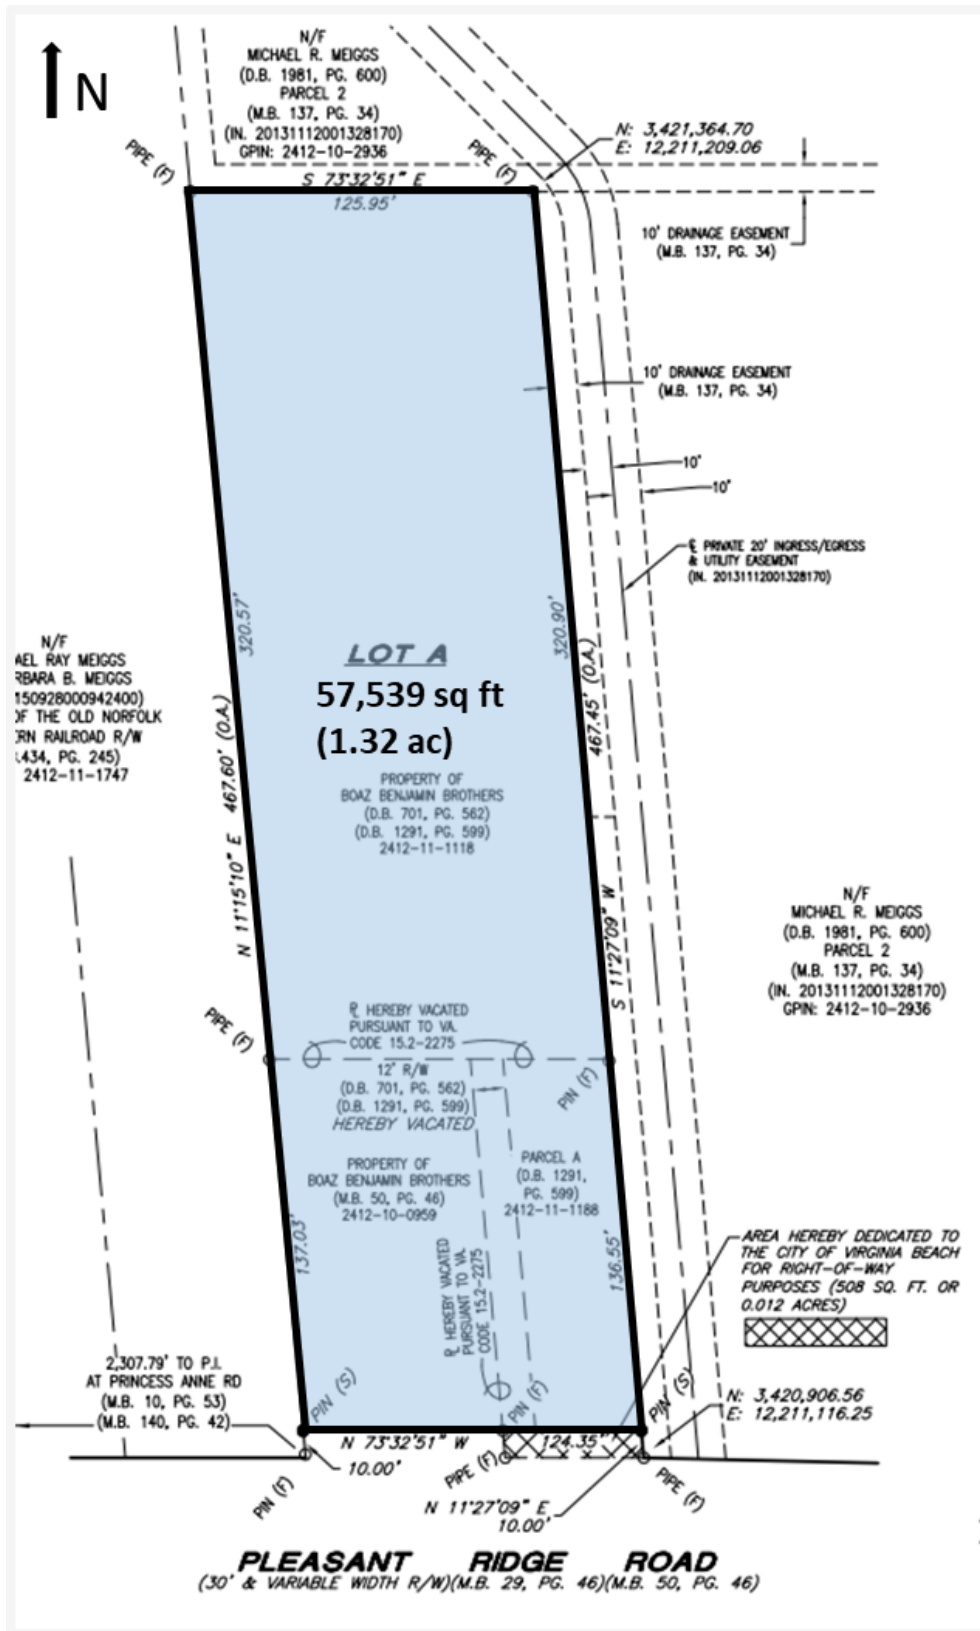 N
N/F
MICHAEL R. MEIGGS
(D.B. 1981, PG. 600)
PARCEL 2
(M.B. 137, PG. 34)
(IN. 20131112001328170)
GPIN: 2412-10-2936
PIPE (F)
PIPE (F)
N: 3,421,364.70
E: 12,211,209.06
S 73°32'51" E
125.95'
10' DRAINAGE EASEMENT
(M.B. 137, PG. 34)
10' DRAINAGE EASEMENT
(M.B. 137, PG. 34)
10'
10'
℄ PRIVATE 20' INGRESS/EGRESS
& UTILITY EASEMENT
(IN. 20131112001328170)
320.57'
320.90'
N/F
AEL RAY MEIGGS
RBARA B. MEIGGS
150928000942400)
OF THE OLD NORFOLK
ERN RAILROAD R/W
.434, PG. 245)
2412-11-1747
LOT A
57,539 sq ft
(1.32 ac)
N 11°15'10" E 467.60' (O.A.)
467.45' (O.A.)
S 11°27'09" W
PROPERTY OF
BOAZ BENJAMIN BROTHERS
(D.B. 701, PG. 562)
(D.B. 1291, PG. 599)
2412-11-1118
N/F
MICHAEL R. MEIGGS
(D.B. 1981, PG. 600)
PARCEL 2
(M.B. 137, PG. 34)
(IN. 20131112001328170)
GPIN: 2412-10-2936
PIPE (F)
PIN (F)
HEREBY VACATED
PURSUANT TO VA.
CODE 15.2-2275
12' R/W
(D.B. 701, PG. 562)
(D.B. 1291, PG. 599)
HEREBY VACATED
PROPERTY OF
BOAZ BENJAMIN BROTHERS
(M.B. 50, PG. 46)
2412-10-0959
PARCEL A
(D.B. 1291,
PG. 599)
2412-11-1188
137.03'
136.55'
HEREBY VACATED
PURSUANT TO VA.
CODE 15.2-2275
AREA HEREBY DEDICATED TO
THE CITY OF VIRGINIA BEACH
FOR RIGHT-OF-WAY
PURPOSES (508 SQ. FT. OR
0.012 ACRES)
2,307.79' TO P.I.
AT PRINCESS ANNE RD
(M.B. 10, PG. 53)
(M.B. 140, PG. 42)
PIN (S)
PIN (F)
PIN (S)
N: 3,420,906.56
E: 12,211,116.25
N 73°32'51" W
124.35'
10.00'
PIN (F)
PIPE (F)
PIPE (F)
N 11°27'09" E
10.00'
PLEASANT RIDGE ROAD
(30' & VARIABLE WIDTH R/W)(M.B. 29, PG. 46)(M.B. 50, PG. 46)